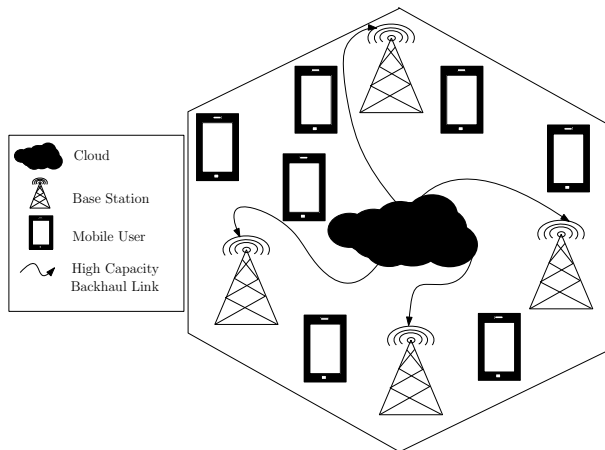 Cloud
Base Station
Mobile User
High Capacity
Backhaul Link